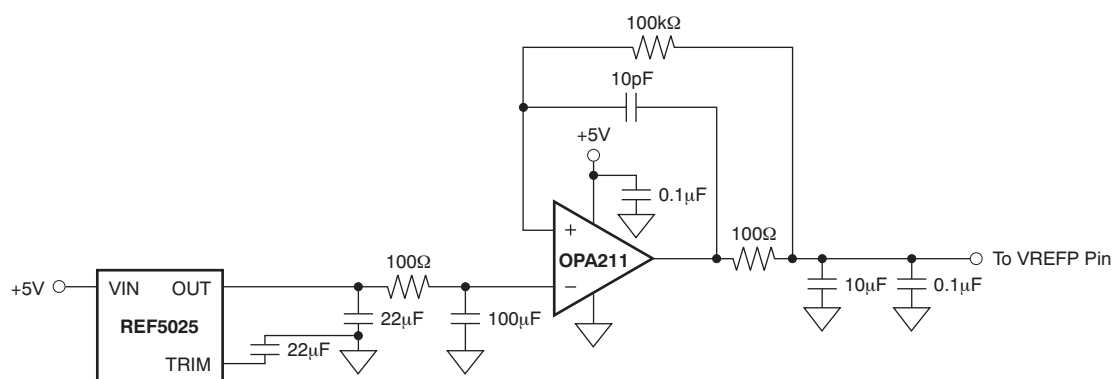 100kΩ
10pF
+5V
0.1μF
+
OPA211
−
100Ω
To VREFP Pin
10μF
0.1μF
+5V
VIN
OUT
REF5025
TRIM
100Ω
22μF
100μF
22μF